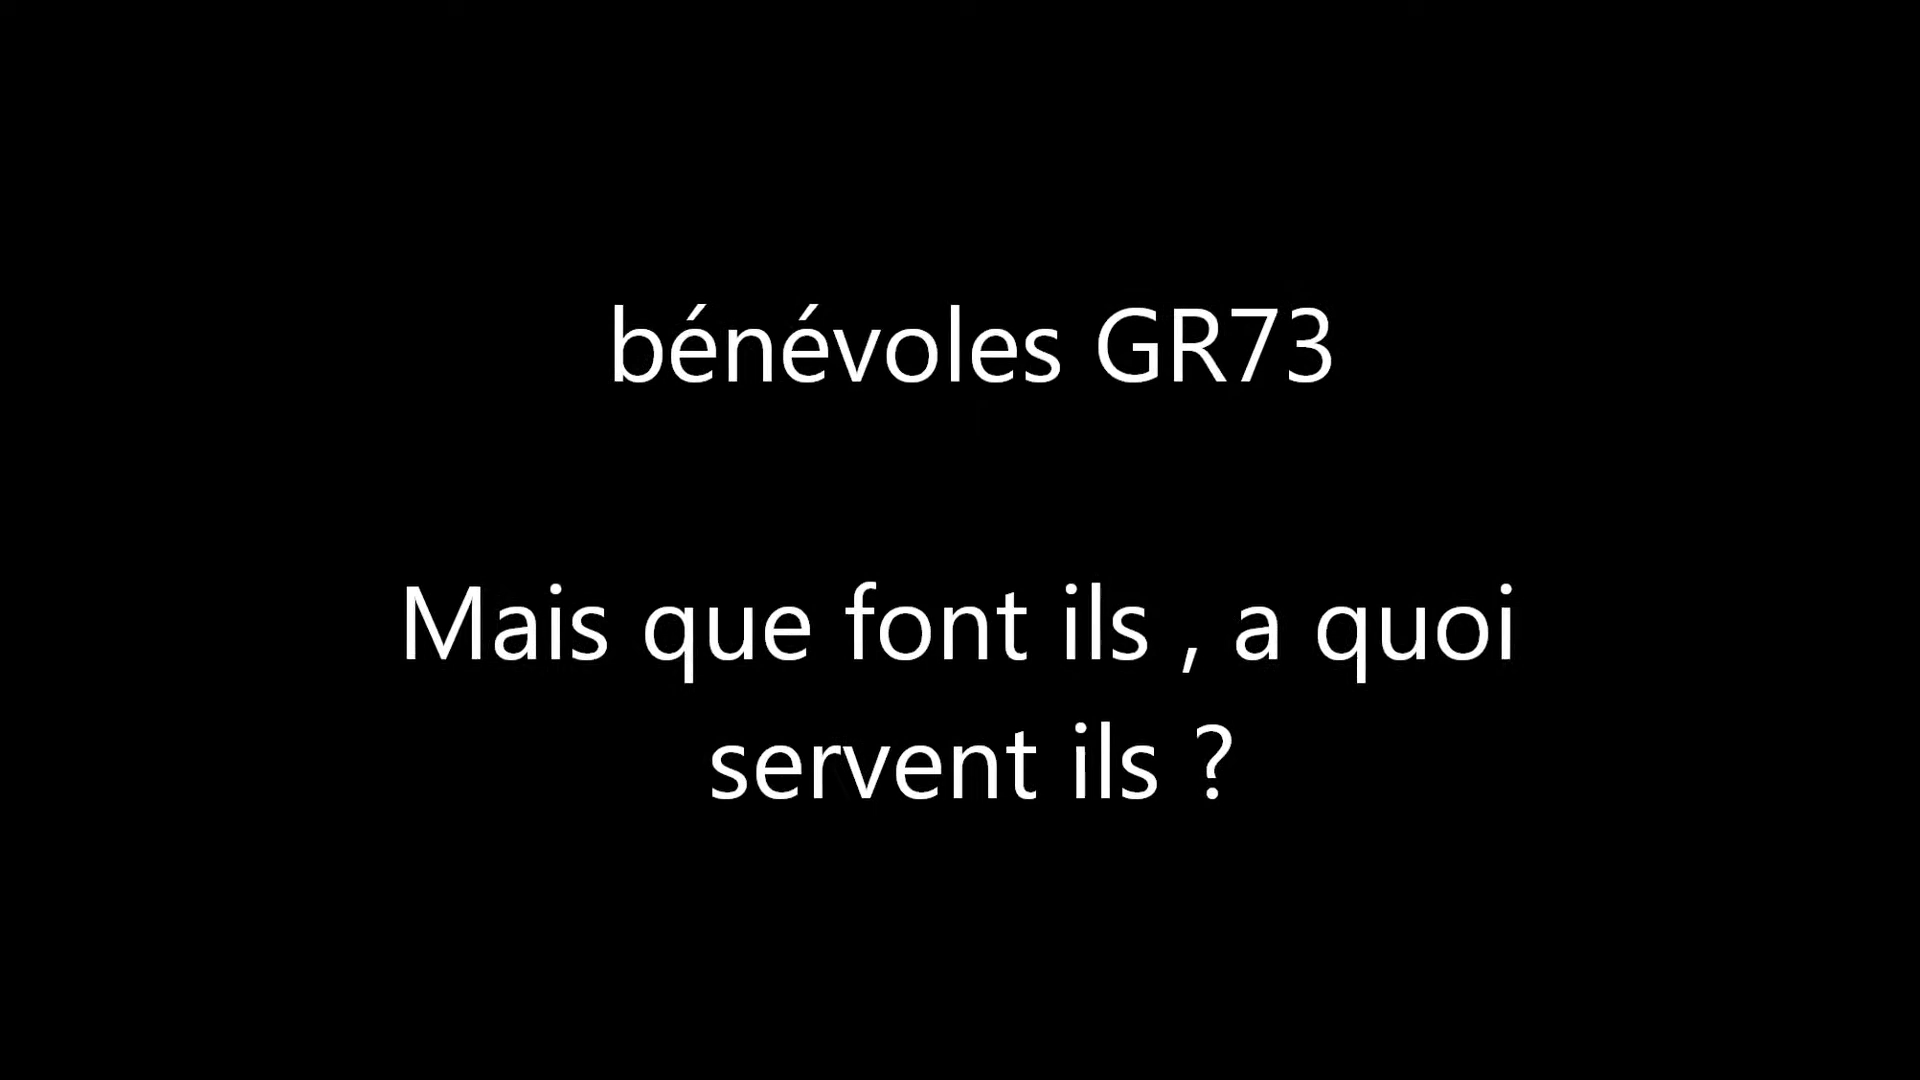 bénévoles GR73
Mais que font ils , a quoi
servent ils ?